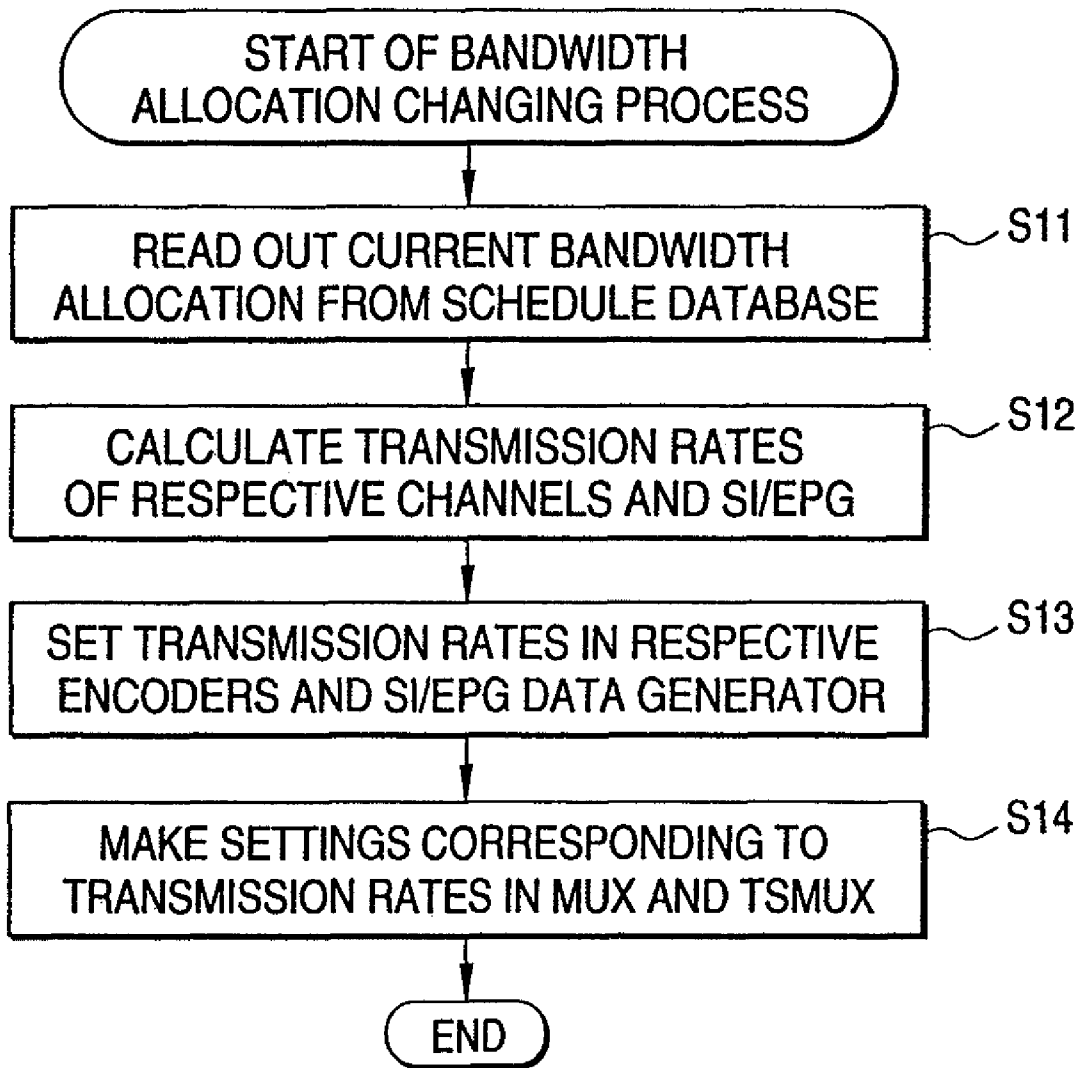 START OF BANDWIDTH
ALLOCATION CHANGING PROCESS
READ OUT CURRENT BANDWIDTH
ALLOCATION FROM SCHEDULE DATABASE
S11
CALCULATE TRANSMISSION RATES
OF RESPECTIVE CHANNELS AND SI/EPG
S12
SET TRANSMISSION RATES IN RESPECTIVE
ENCODERS AND SI/EPG DATA GENERATOR
S13
MAKE SETTINGS CORRESPONDING TO
TRANSMISSION RATES IN MUX AND TSMUX
S14
END